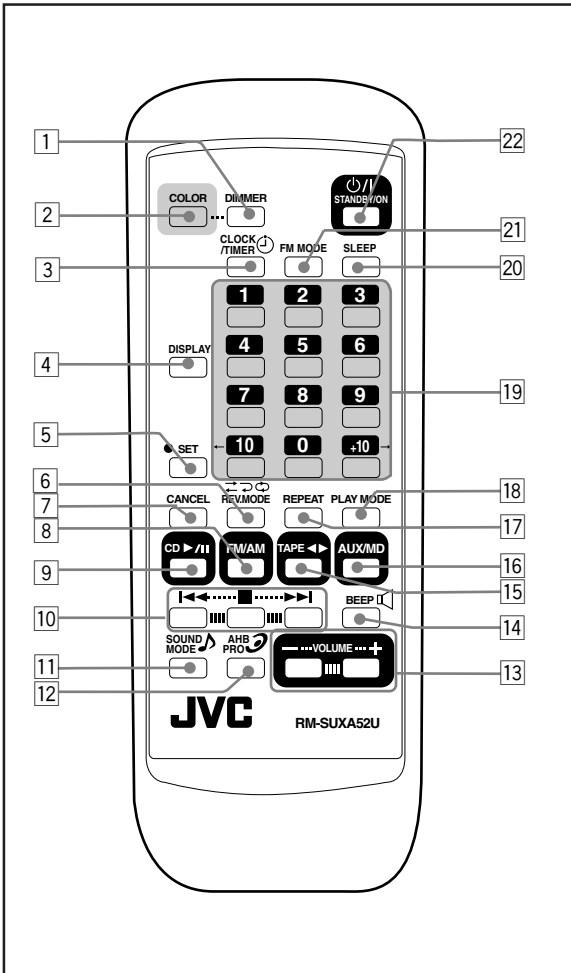 1
22
COLOR DIMMER
⏻/I
STANDBY/ON
2
21
CLOCK
/TIMER
FM MODE SLEEP
3
20
1 2 3
DISPLAY
4 5 6
4
19
7 8 9
5
SET
10 0 +10
6
18
CANCEL REV.MODE REPEAT PLAY MODE
7
17
8
CD ►/II FM/AM TAPE ◄► AUX/MD
9
16
15
I◄◄ ■ ►►I
BEEP
10
14
SOUND
MODE
AHB
PRO
– VOLUME +
11
13
12
JVC RM-SUXA52U